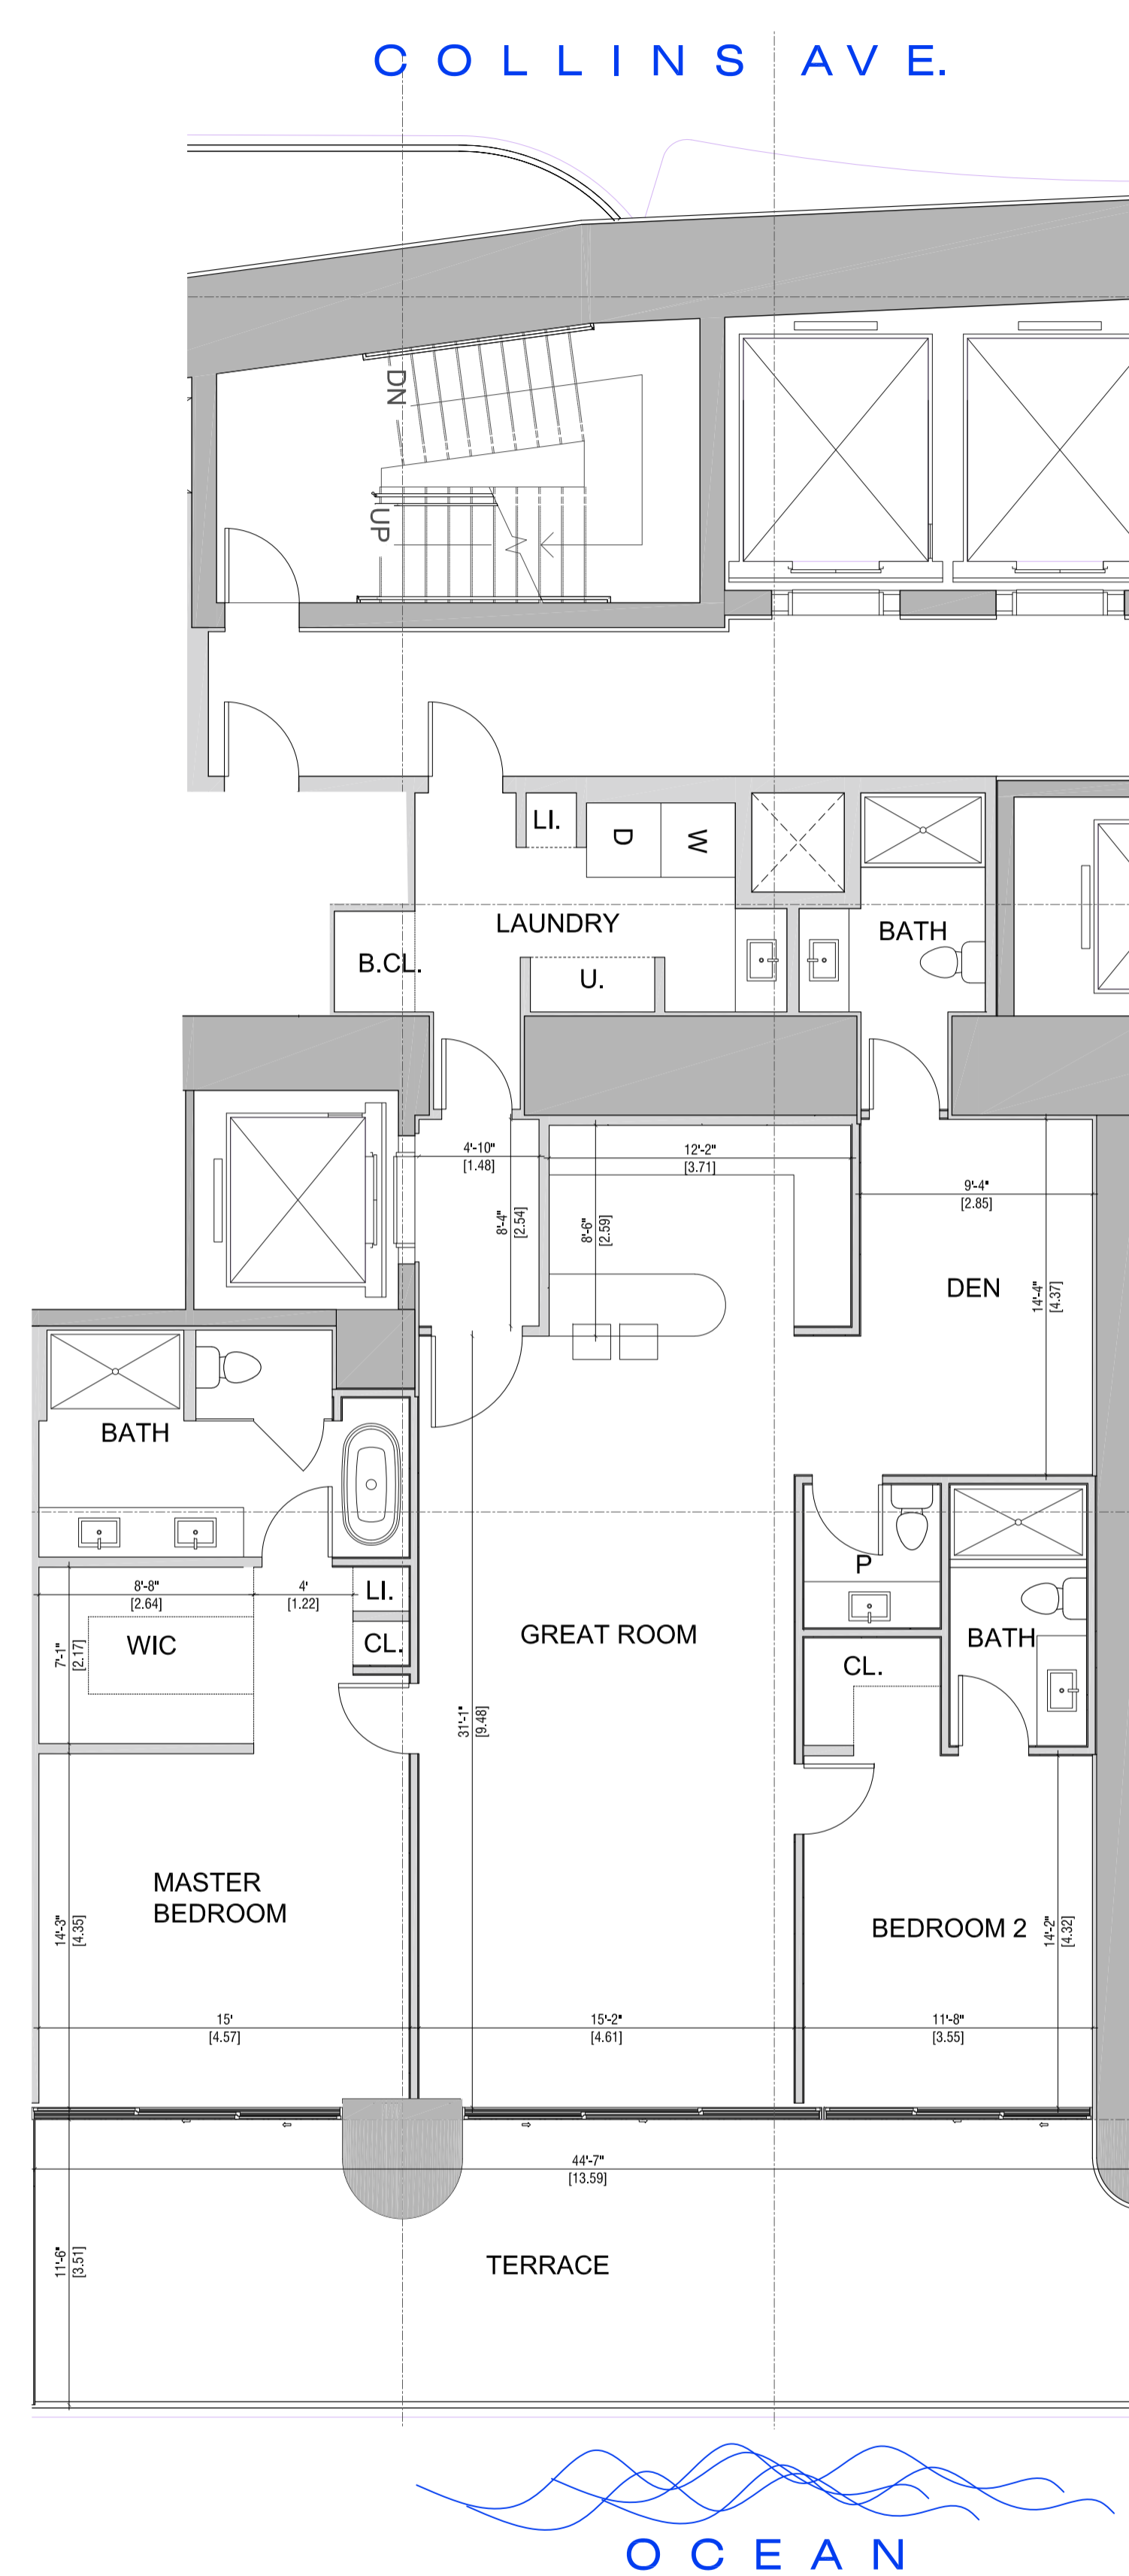 COLLINS AVE.
DN
UP
LI.
D
W
LAUNDRY
BATH
B.CL.
U.
4'-10"
[1.48]
12'-2"
[3.71]
9'-4"
[2.85]
8'-4"
[2.54]
8'-6"
[2.59]
DEN
14'-4"
[4.37]
BATH
P
8'-8"
[2.64]
4'
[1.22]
LI.
WIC
CL.
7'-1"
[2.17]
GREAT ROOM
BATH
CL.
31'-1"
[9.48]
MASTER
BEDROOM
14'-3"
[4.35]
BEDROOM 2
14'-2"
[4.32]
15'
[4.57]
15'-2"
[4.61]
11'-8"
[3.55]
44'-7"
[13.59]
11'-6"
[3.51]
TERRACE
OCEAN